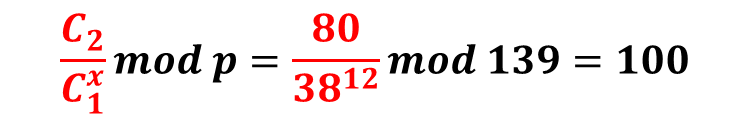 C₂/C₁ˣ mod p = 80/38¹² mod 139 = 100